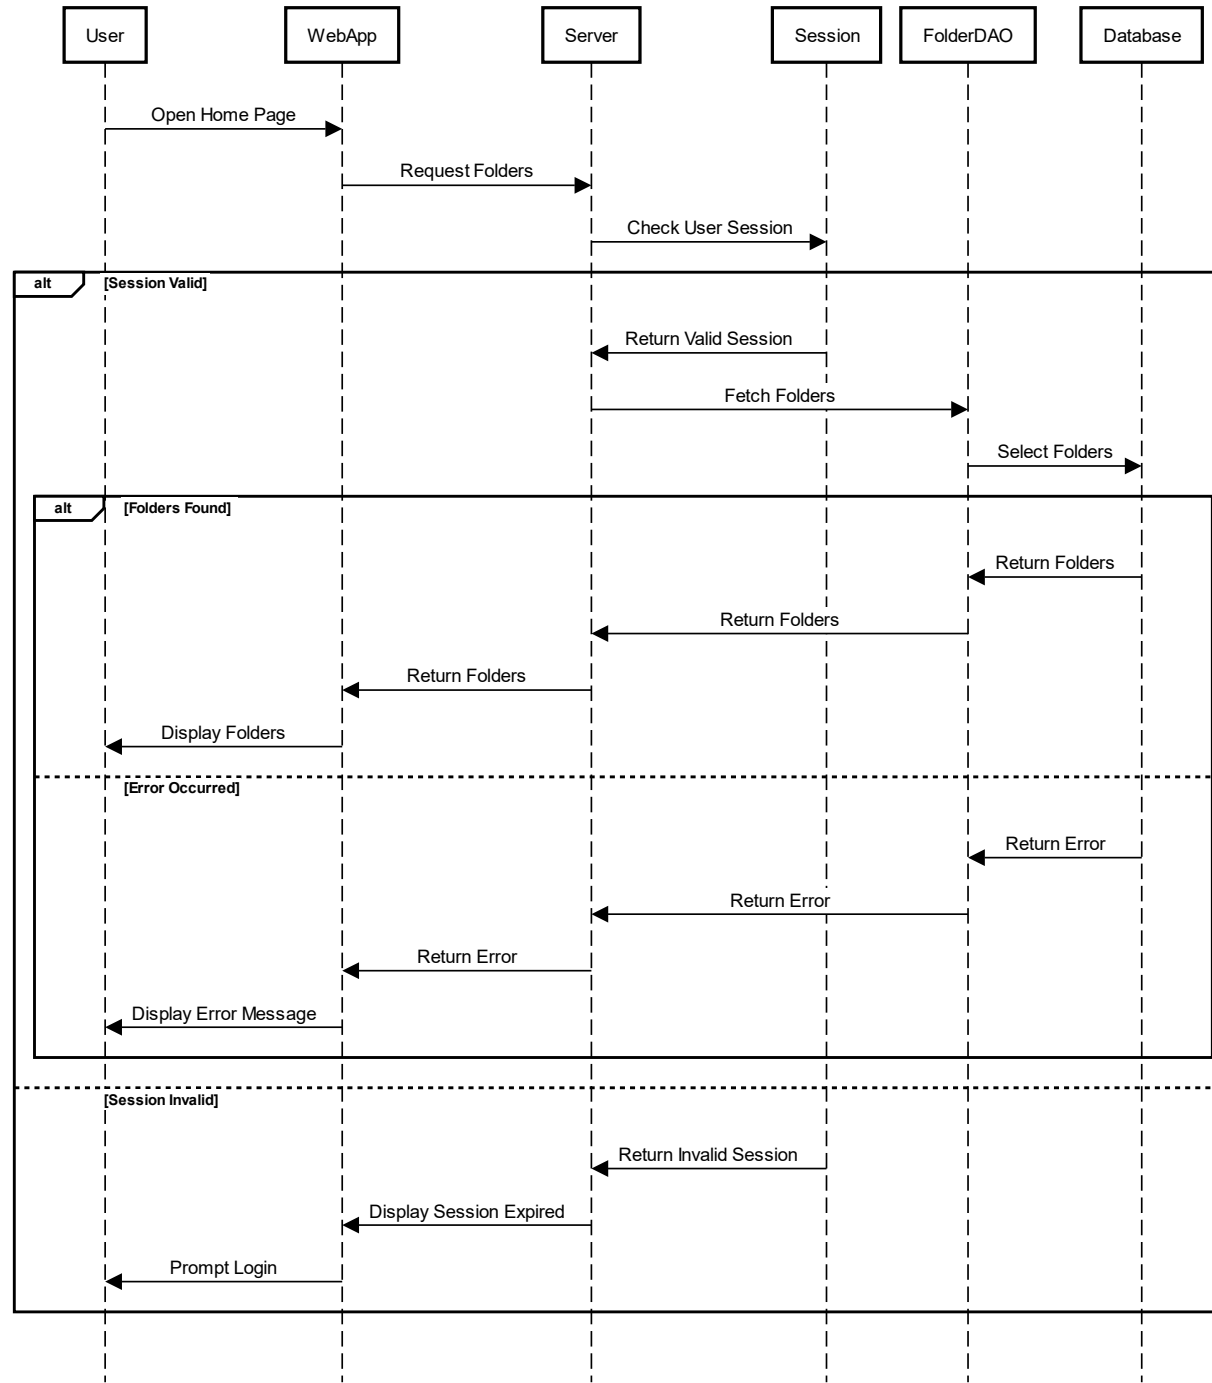 User
WebApp
Server
Session
FolderDAO
Database
Open Home Page
Request Folders
Check User Session
alt
[Session Valid]
Return Valid Session
Fetch Folders
Select Folders
alt
[Folders Found]
Return Folders
Return Folders
Return Folders
Display Folders
[Error Occurred]
Return Error
Return Error
Return Error
Display Error Message
[Session Invalid]
Return Invalid Session
Display Session Expired
Prompt Login